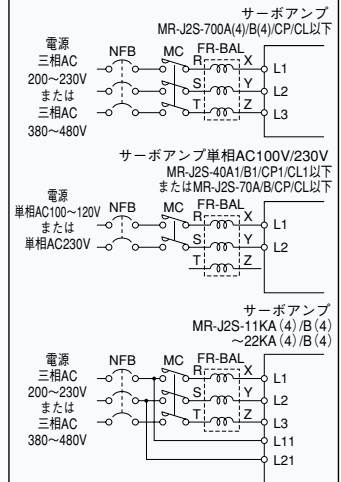 サーボアンプ
MR-J2S-700A(4)/B(4)/CP/CL以下
電源
三相AC
200～230V
または
三相AC
380～480V
NFB
MC
FR-BAL
R
X
L1
S
Y
L2
T
Z
L3
サーボアンプ単相AC100V/230V
MR-J2S-40A1/B1/CP1/CL1以下
またはMR-J2S-70A/B/CP/CL以下
電源
単相AC100～120V
または
単相AC230V
NFB
MC
FR-BAL
R
X
L1
S
Y
L2
T
Z
サーボアンプ
MR-J2S-11KA(4)/B(4)
～22KA(4)/B(4)
電源
三相AC
200～230V
または
三相AC
380～480V
NFB
MC
FR-BAL
R
X
L1
S
Y
L2
T
Z
L3
L11
L21